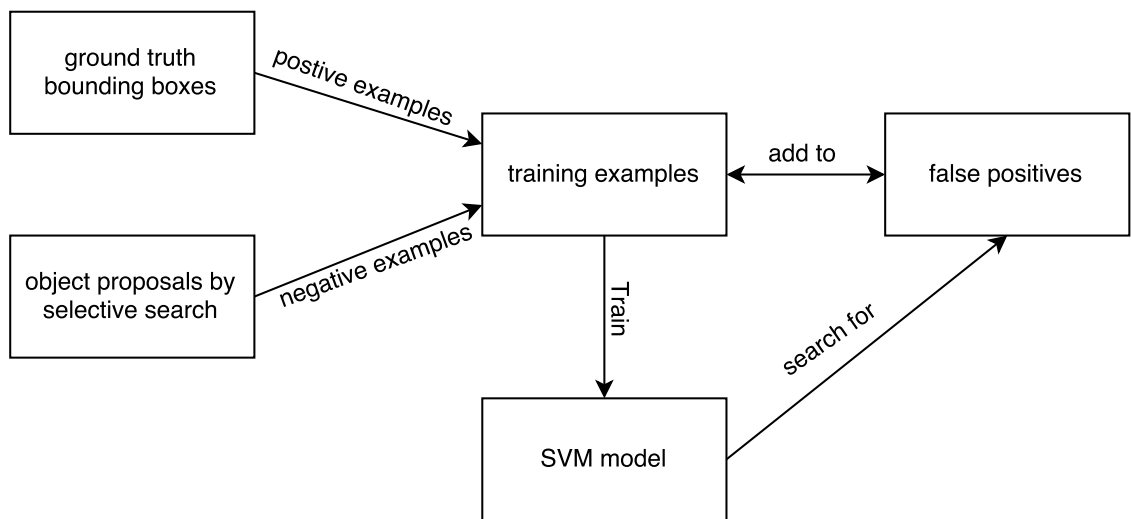 ground truth
bounding boxes
postive examples
training examples
add to
false positives
object proposals by
selective search
negative examples
Train
search for
SVM model